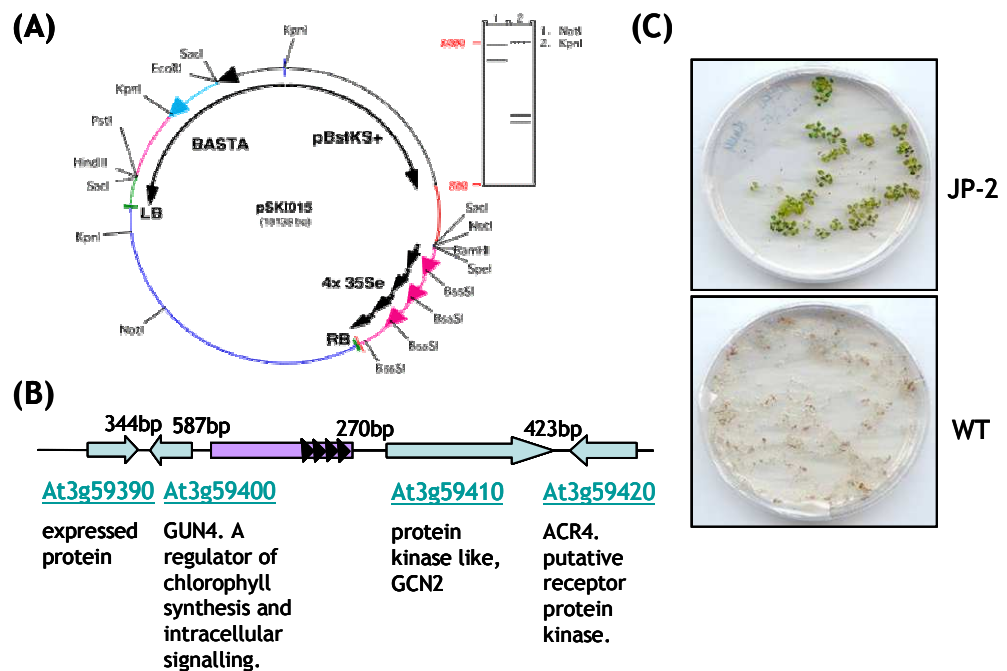 (A)
KpnI
SacI
EcoRI
KpnI
PstI
HindIII
SacI
LB
KpnI
NotI
BASTA
pBstKS+
pSKI015
4x 35Se
RB
SacI
NotI
BamHI
SpeI
BssSI
BssSI
BssSI
BssSI
1 2
1. NotI
2. KpnI
(B)
344bp 587bp 270bp 423bp
At3g59390 At3g59400 At3g59410 At3g59420
expressed
protein
GUN4. A
regulator of
chlorophyll
synthesis and
intracellular
signalling.
protein
kinase like,
GCN2
ACR4.
putative
receptor
protein
kinase.
(C)
JP-2
WT